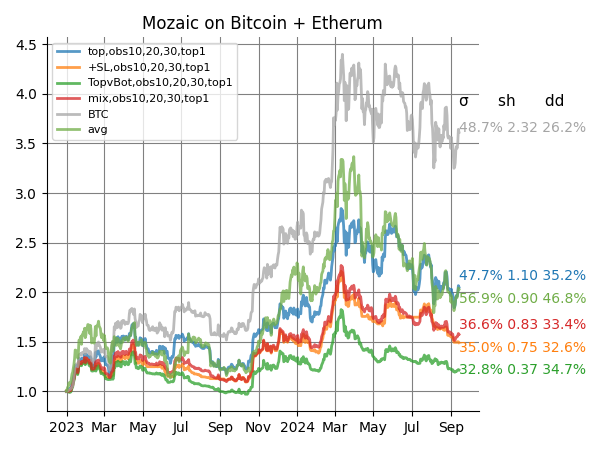 Mozaic on Bitcoin + Etherum
4.5
4.0
3.5
3.0
2.5
2.0
1.5
1.0
top,obs10,20,30,top1
+SL,obs10,20,30,top1
TopvBot,obs10,20,30,top1
mix,obs10,20,30,top1
BTC
avg
σ sh dd
48.7% 2.32 26.2%
47.7% 1.10 35.2%
56.9% 0.90 46.8%
36.6% 0.83 33.4%
35.0% 0.75 32.6%
32.8% 0.37 34.7%
2023 Mar May Jul Sep Nov 2024 Mar May Jul Sep